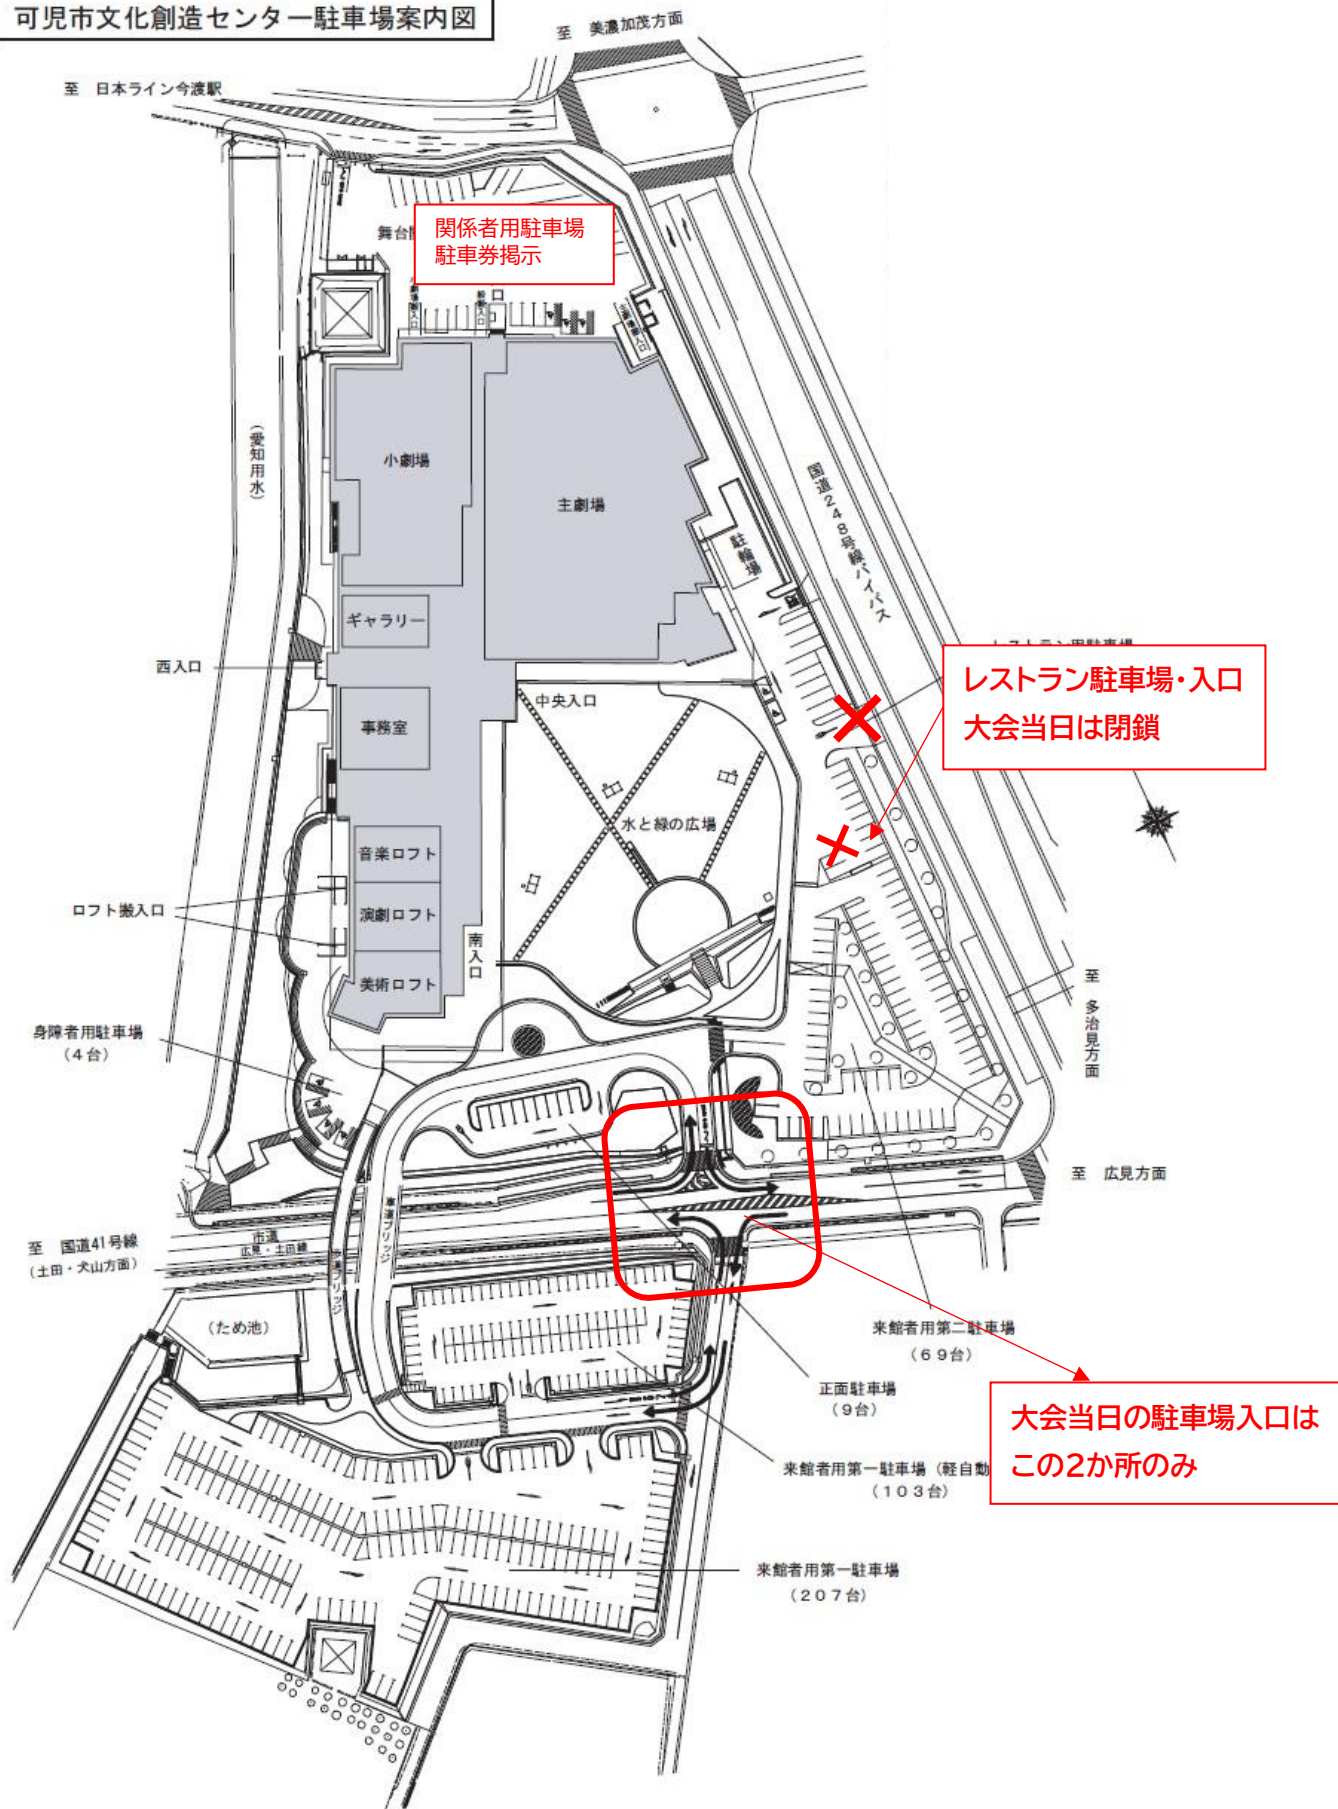 可児市文化創造センター駐車場案内図
至　美濃加茂方面
至　日本ライン今渡駅
関係者用駐車場
駐車券掲示
舞台
小劇場
主劇場
(愛知用水)
国道248号線バイパス
駐輪場
ギャラリー
西入口
レストラン駐車場・入口
大会当日は閉鎖
中央入口
事務室
水と緑の広場
音楽ロフト
ロフト搬入口
演劇ロフト
南入口
美術ロフト
至　多治見方面
身障者用駐車場
(4台)
至　広見方面
車道ブリッジ
至　国道41号線
(土田・犬山方面)
市道
広見・土田線
(ため池)
来館者用第二駐車場
(69台)
正面駐車場
(9台)
大会当日の駐車場入口は
この2か所のみ
来館者用第一駐車場（軽自動
(103台)
来館者用第一駐車場
(207台)